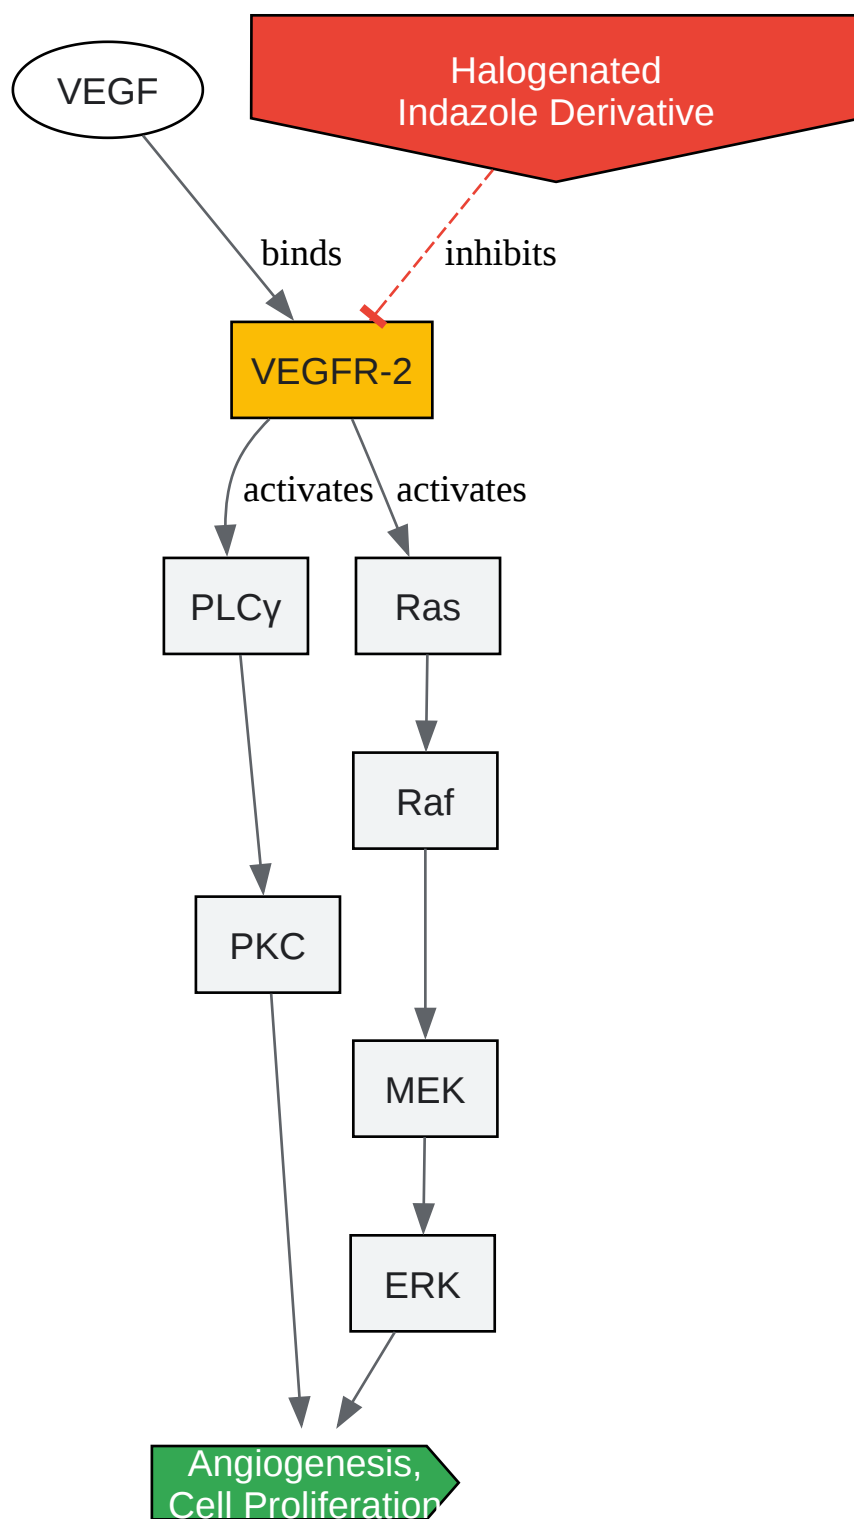 VEGF
Halogenated
Indazole Derivative
binds
inhibits
VEGFR-2
activates
activates
PLCγ
Ras
Raf
PKC
MEK
ERK
Angiogenesis,
Cell Proliferation